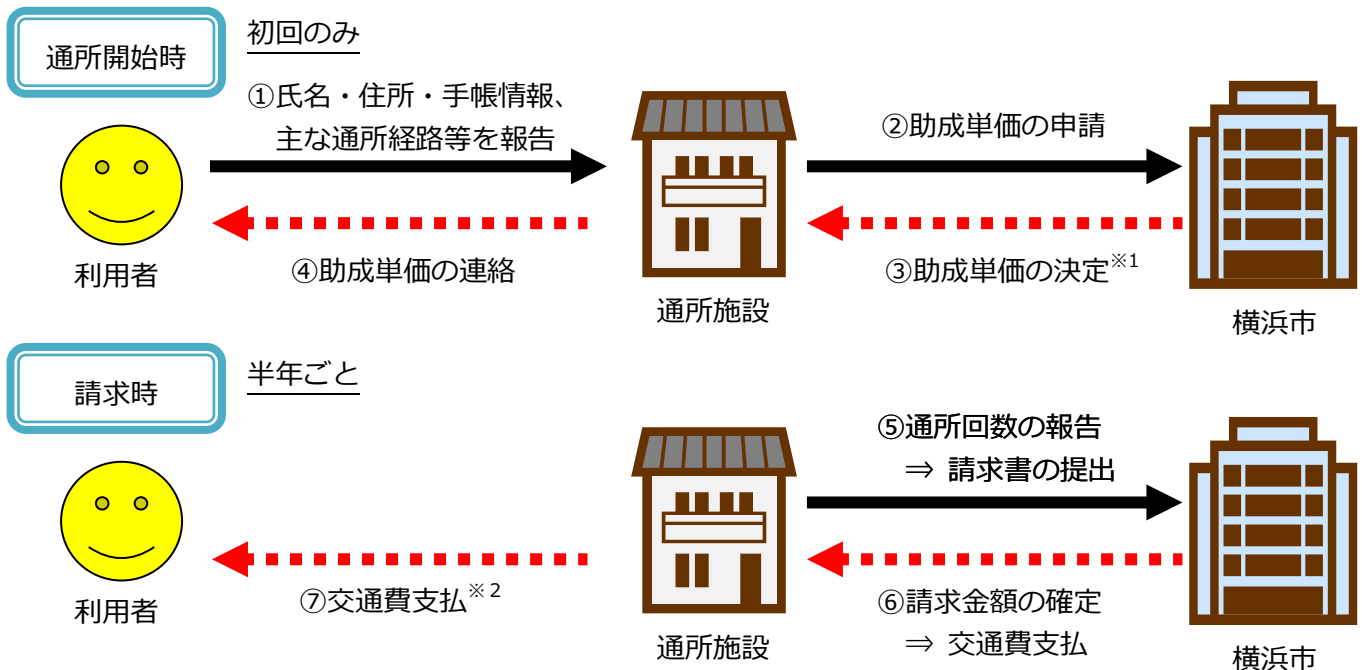 通所開始時
初回のみ
①氏名・住所・手帳情報、
主な通所経路等を報告
②助成単価の申請
③助成単価の決定※1
④助成単価の連絡
利用者
通所施設
横浜市
請求時
半年ごと
⑤通所回数の報告
⇒ 請求書の提出
⑥請求金額の確定
⇒ 交通費支払
⑦交通費支払※２
利用者
通所施設
横浜市